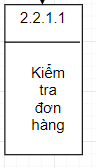 2.2.1.1
Kiểm
tra
đơn
hàng